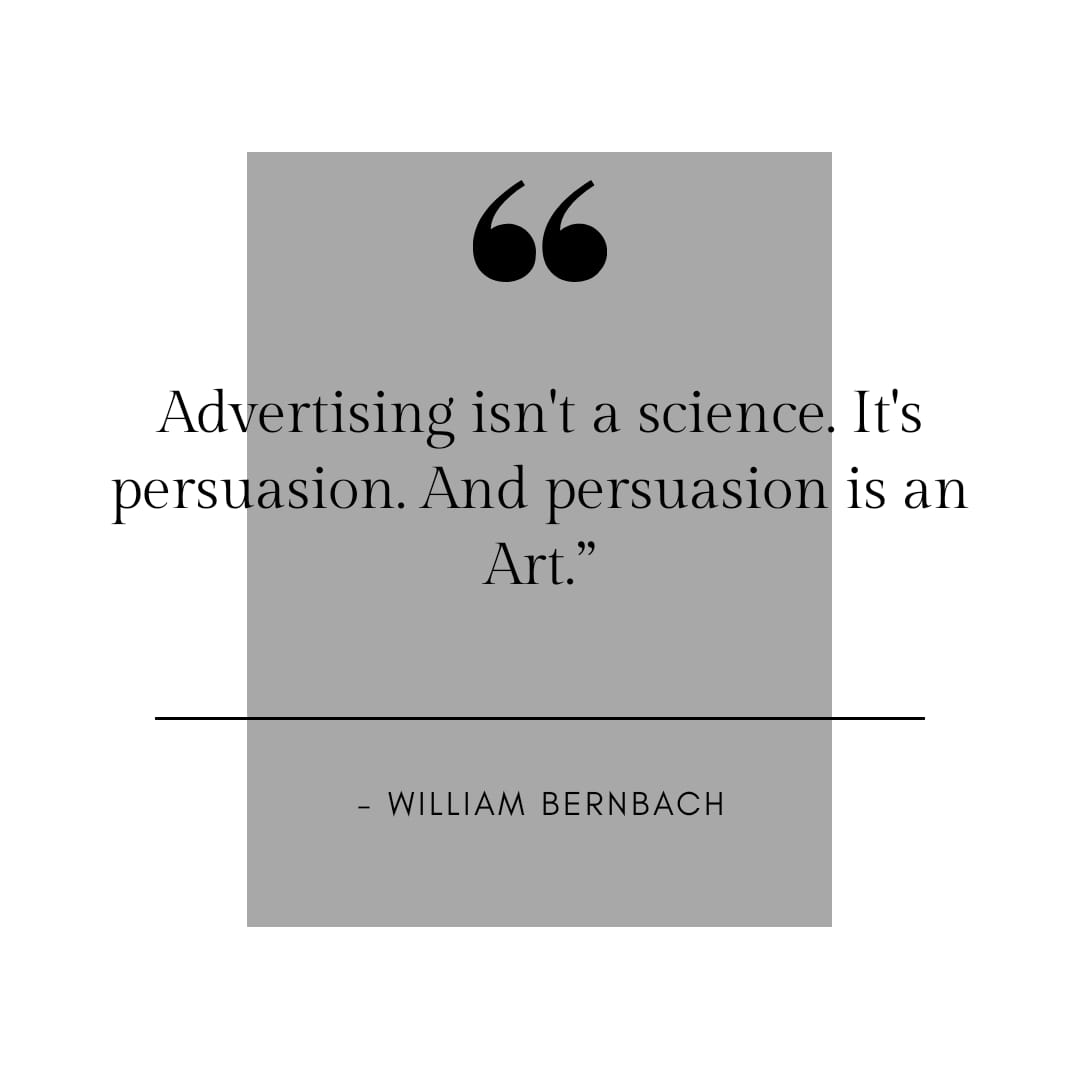 “
Advertising isn't a science. It's
persuasion. And persuasion is an
Art.”
– WILLIAM BERNBACH